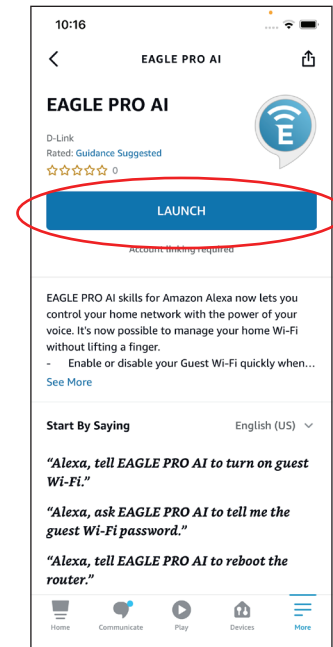 10:16
EAGLE PRO AI
EAGLE PRO AI
D-Link
Rated: Guidance Suggested
0
E
LAUNCH
Account linking required
EAGLE PRO AI skills for Amazon Alexa now lets you
control your home network with the power of your
voice. It's now possible to manage your home Wi-Fi
without lifting a finger.
- Enable or disable your Guest Wi-Fi quickly when...
See More
Start By Saying
English (US)
“Alexa, tell EAGLE PRO AI to turn on guest
Wi-Fi.”
“Alexa, ask EAGLE PRO AI to tell me the
guest Wi-Fi password.”
“Alexa, tell EAGLE PRO AI to reboot the
router.”
Home Communicate Play Devices More